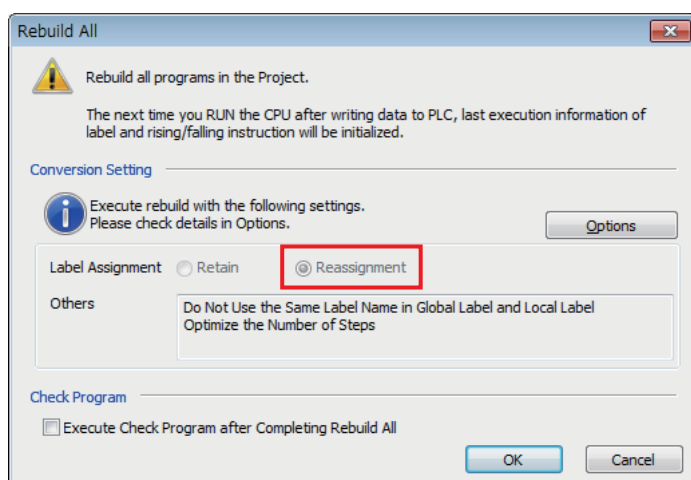 Rebuild All
Rebuild all programs in the Project.
The next time you RUN the CPU after writing data to PLC, last execution information of
label and rising/falling instruction will be initialized.
Conversion Setting
Execute rebuild with the following settings.
Please check details in Options.
Options
Label Assignment Retain Reassignment
Others
Do Not Use the Same Label Name in Global Label and Local Label
Optimize the Number of Steps
Check Program
Execute Check Program after Completing Rebuild All
OK Cancel